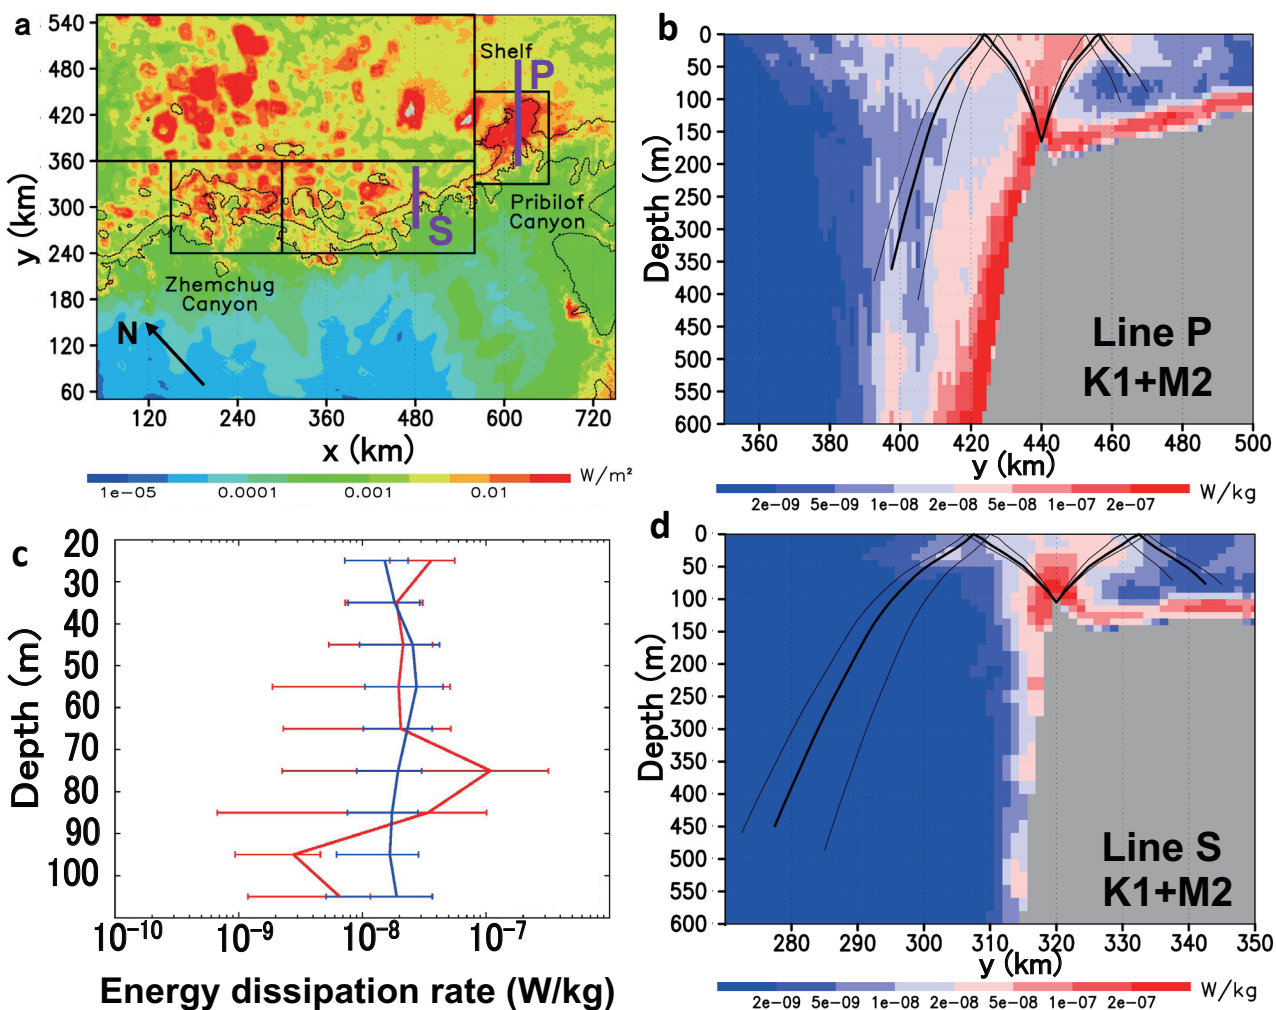 a
540
480
420
360
300
240
180
120
60
y (km)
Shelf
P
S
Pribilof
Canyon
Zhemchug
Canyon
N
120 240 360 480 600 720
x (km)
W/m²
1e-05 0.0001 0.001 0.01
b
0
50
100
150
200
250
300
350
400
450
500
550
600
Depth (m)
Line P
K1+M2
360 380 400 420 440 460 480 500
y (km)
W/kg
2e-09 5e-09 1e-08 2e-08 5e-08 1e-07 2e-07
c
20
30
40
50
60
70
80
90
100
Depth (m)
10⁻¹⁰ 10⁻⁹ 10⁻⁸ 10⁻⁷
Energy dissipation rate (W/kg)
d
0
50
100
150
200
250
300
350
400
450
500
550
600
Depth (m)
Line S
K1+M2
280 290 300 310 320 330 340 350
y (km)
W/kg
2e-09 5e-09 1e-08 2e-08 5e-08 1e-07 2e-07